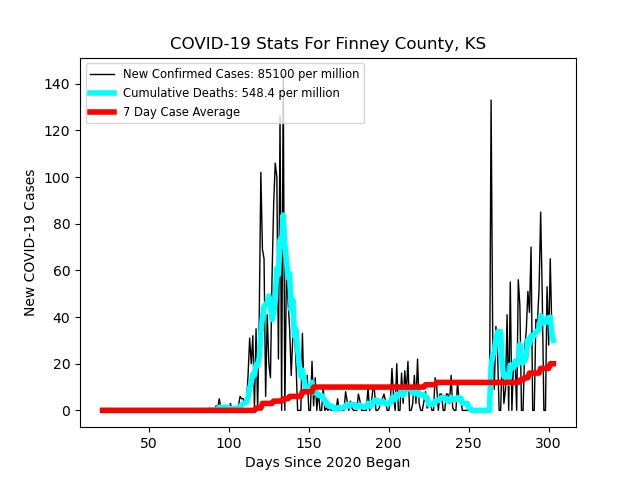 COVID-19 Stats For Finney County, KS
New Confirmed Cases: 85100 per million
Cumulative Deaths: 548.4 per million
7 Day Case Average
New COVID-19 Cases
140
120
100
80
60
40
20
0
50 100 150 200 250 300
Days Since 2020 Began